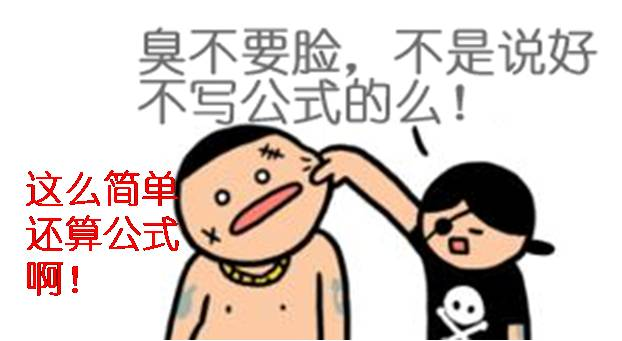 臭不要脸，不是说好
不写公式的么！
这么简单
还算公式
啊！